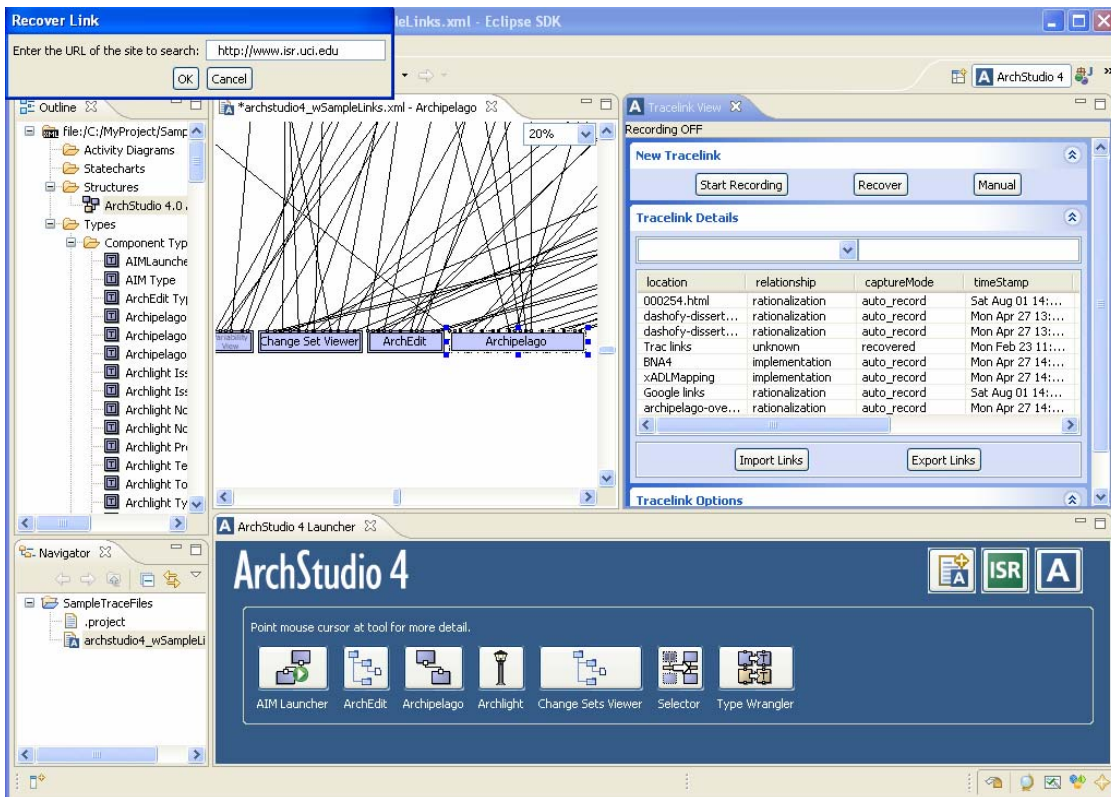 Recover Link
leLinks.xml - Eclipse SDK
Enter the URL of the site to search: http://www.isr.uci.edu
OK Cancel
ArchStudio 4
Outline
file:/C:/MyProject/Samp
Activity Diagrams
Statecharts
Structures
ArchStudio 4.0
Types
Component Typ
AIMLaunche
AIM Type
ArchEdit Typ
Archipelago
Archipelago
Archipelago
Archlight Iss
Archlight Iss
Archlight No
Archlight No
Archlight Pre
Archlight Te
Archlight To
Archlight Ty
*archstudio4_wSampleLinks.xml - Archipelago
20%
Variability View
Change Set Viewer
ArchEdit
Archipelago
Tracelink View
Recording OFF
New Tracelink
Start Recording Recover Manual
Tracelink Details
location relationship captureMode timeStamp
000254.html rationalization auto_record Sat Aug 01 14:...
dashofy-dissert... rationalization auto_record Mon Apr 27 13:...
dashofy-dissert... rationalization auto_record Mon Apr 27 13:...
Trac links unknown recovered Mon Feb 23 11:...
BNA4 implementation auto_record Mon Apr 27 14:...
xADLMapping implementation auto_record Mon Apr 27 14:...
Google links rationalization auto_record Sat Aug 01 14:...
archipelago-ove... rationalization auto_record Mon Apr 27 14:...
Import Links Export Links
Tracelink Options
Navigator
SampleTraceFiles
.project
archstudio4_wSampleLi
ArchStudio 4 Launcher
ArchStudio 4
ISR A
Point mouse cursor at tool for more detail.
AIM Launcher ArchEdit Archipelago Archlight Change Sets Viewer Selector Type Wrangler